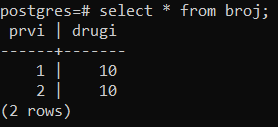 postgres=# select * from broj;
 prvi | drugi
------+-------
    1 |    10
    2 |    10
(2 rows)